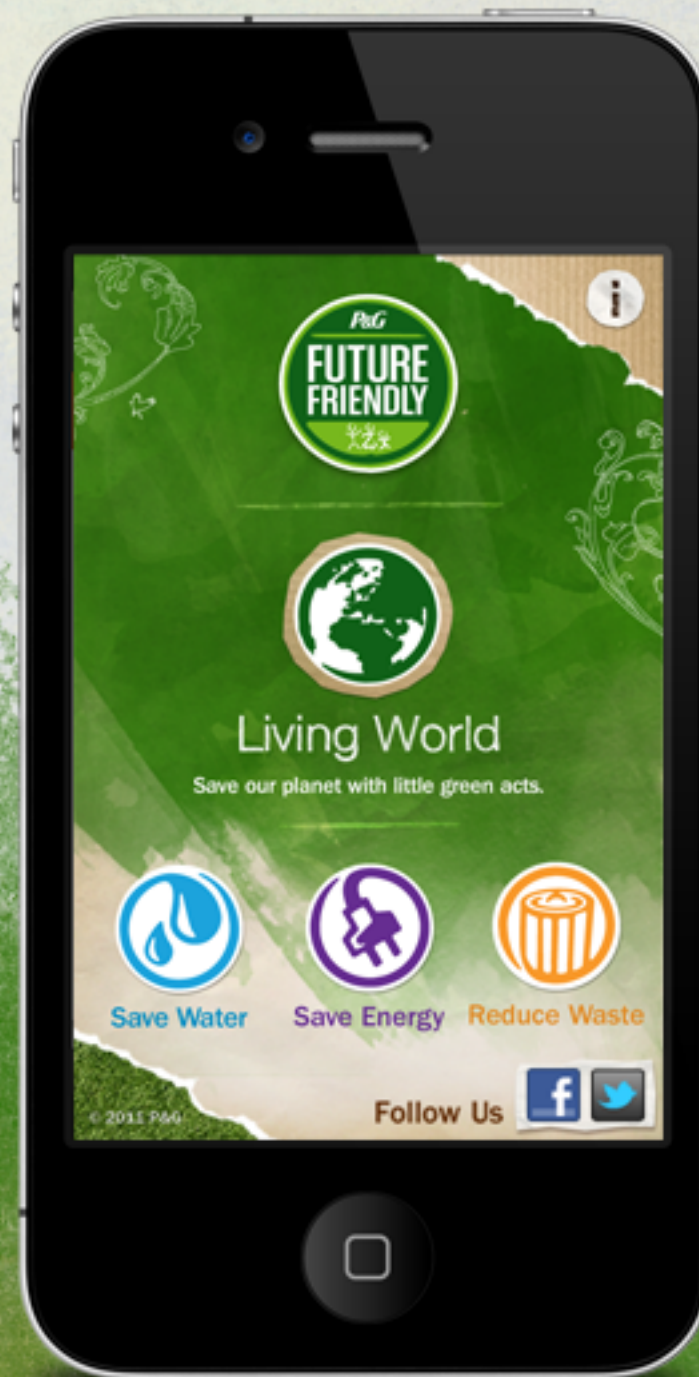 P&G
FUTURE
FRIENDLY
Living World
Save our planet with little green acts.
Save Water
Save Energy
Reduce Waste
Follow Us
© 2011 P&G